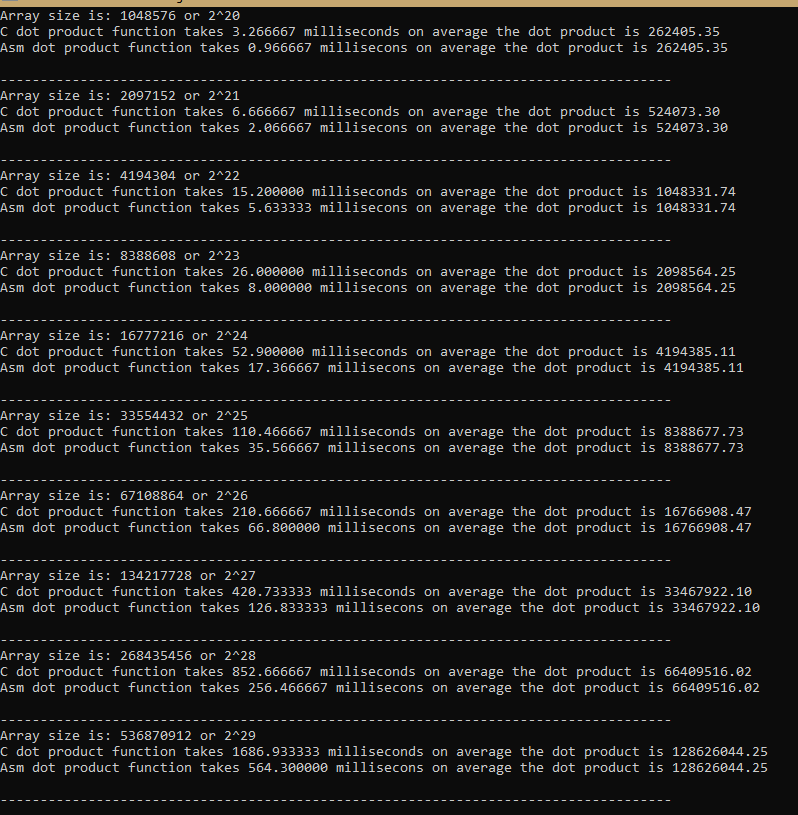 Array size is: 1048576 or 2^20
C dot product function takes 3.266667 milliseconds on average the dot product is 262405.35
Asm dot product function takes 0.966667 millisecons on average the dot product is 262405.35
------------------------------------------------------------------------------------
Array size is: 2097152 or 2^21
C dot product function takes 6.666667 milliseconds on average the dot product is 524073.30
Asm dot product function takes 2.066667 millisecons on average the dot product is 524073.30
------------------------------------------------------------------------------------
Array size is: 4194304 or 2^22
C dot product function takes 15.200000 milliseconds on average the dot product is 1048331.74
Asm dot product function takes 5.633333 millisecons on average the dot product is 1048331.74
------------------------------------------------------------------------------------
Array size is: 8388608 or 2^23
C dot product function takes 26.000000 milliseconds on average the dot product is 2098564.25
Asm dot product function takes 8.000000 millisecons on average the dot product is 2098564.25
------------------------------------------------------------------------------------
Array size is: 16777216 or 2^24
C dot product function takes 52.900000 milliseconds on average the dot product is 4194385.11
Asm dot product function takes 17.366667 millisecons on average the dot product is 4194385.11
------------------------------------------------------------------------------------
Array size is: 33554432 or 2^25
C dot product function takes 110.466667 milliseconds on average the dot product is 8388677.73
Asm dot product function takes 35.566667 millisecons on average the dot product is 8388677.73
------------------------------------------------------------------------------------
Array size is: 67108864 or 2^26
C dot product function takes 210.666667 milliseconds on average the dot product is 16766908.47
Asm dot product function takes 66.800000 millisecons on average the dot product is 16766908.47
------------------------------------------------------------------------------------
Array size is: 134217728 or 2^27
C dot product function takes 420.733333 milliseconds on average the dot product is 33467922.10
Asm dot product function takes 126.833333 millisecons on average the dot product is 33467922.10
------------------------------------------------------------------------------------
Array size is: 268435456 or 2^28
C dot product function takes 852.666667 milliseconds on average the dot product is 66409516.02
Asm dot product function takes 256.466667 millisecons on average the dot product is 66409516.02
------------------------------------------------------------------------------------
Array size is: 536870912 or 2^29
C dot product function takes 1686.933333 milliseconds on average the dot product is 128626044.25
Asm dot product function takes 564.300000 millisecons on average the dot product is 128626044.25
------------------------------------------------------------------------------------